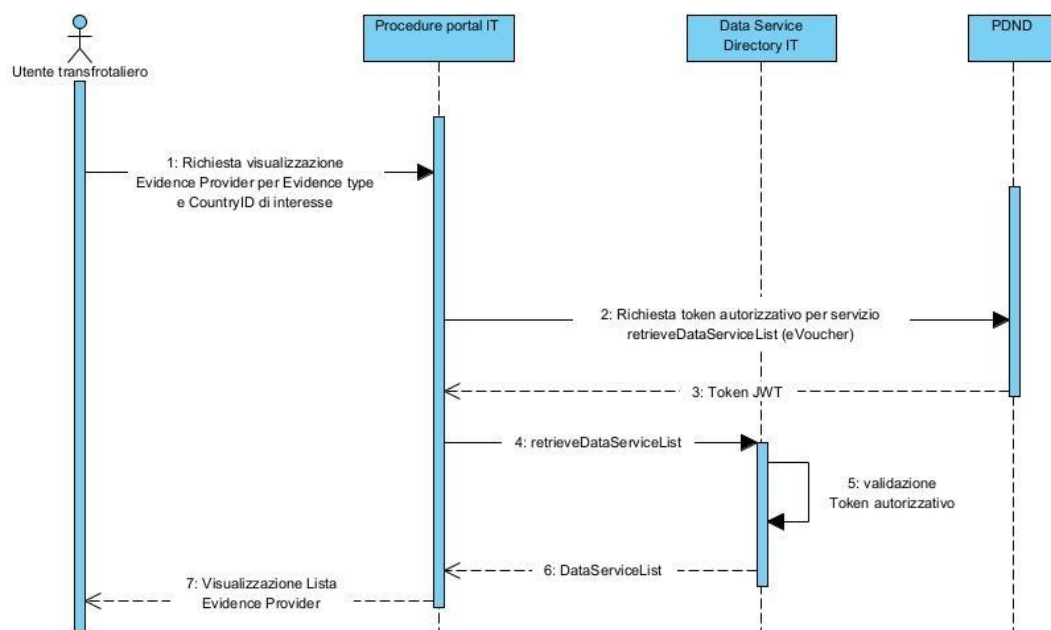 Utente transfrotaliero
Procedure portal IT
Data Service
Directory IT
PDND
1: Richiesta visualizzazione
Evidence Provider per Evidence type
e CountryID di interesse
2: Richiesta token autorizzativo per servizio
retrieveDataServiceList (eVoucher)
3: Token JWT
4: retrieveDataServiceList
5: validazione
Token autorizzativo
6: DataServiceList
7: Visualizzazione Lista
Evidence Provider